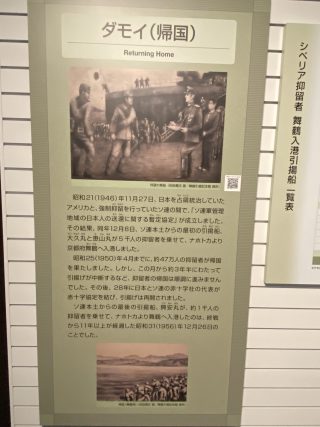 ダモイ(帰国)
Returning Home
昭和21(1946)年11月27日、日本を占領統治していた
アメリカと、強制抑留を行っていたソ連の間で、「ソ連軍管理
地域の日本人の送還に関する暫定協定」が成立しました。
その結果、同年12月8日、ソ連本土からの最初の引揚船、
大久丸と恵山丸が5千人の抑留者を乗せて、ナホトカより
京都府舞鶴へ入港しました。
昭和25(1950)年4月までに、約47万人の抑留者が帰国
を果たしました。しかし、この月から約3年半にわたって
引揚げが中断するなど、抑留者の帰国は順調に進みません
でした。その後、28年に日本とソ連の赤十字社の代表が
赤十字協定を結び、引揚げは再開されました。
ソ連本土からの最後の引揚船、興安丸が、約1千人の
抑留者を乗せて、ナホトカより舞鶴へ入港したのは、終戦
から11年以上が経過した昭和31(1956)年12月26日の
ことでした。
シベリア抑留者 舞鶴入港引揚船 一覧表